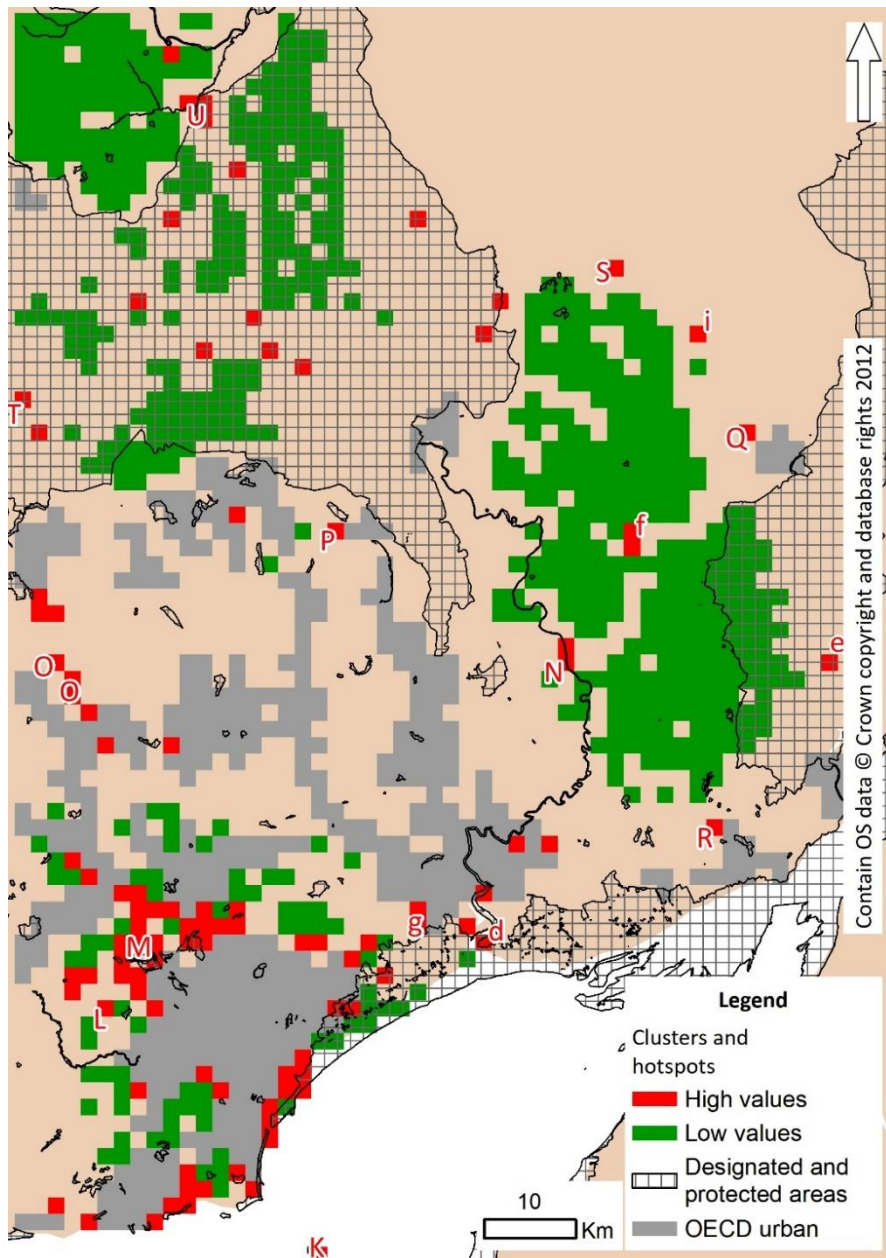 U
S
i
T
Q
P
f
O
O
N
e
R
g
d
M
L
K
Contain OS data © Crown copyright and database rights 2012
Legend
Clusters and
hotspots
High values
Low values
Designated and
protected areas
OECD urban
10
Km